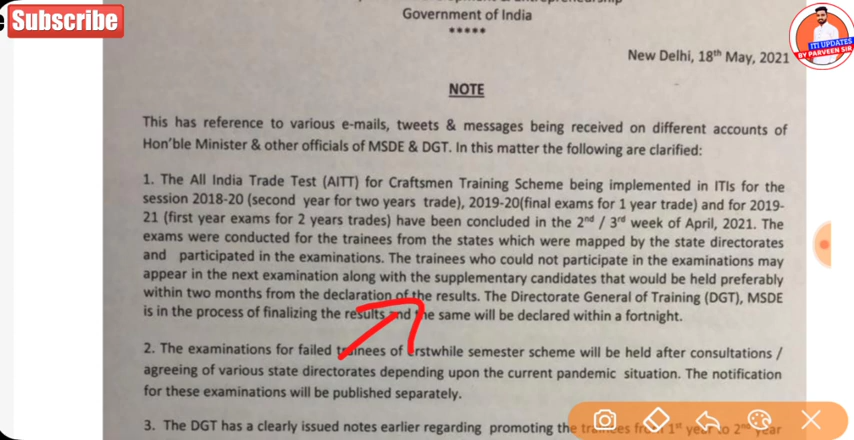 Subscribe
Government of India
*****
New Delhi, 18th May, 2021
ITI UPDATES
BY PARVEEN SIR
NOTE
This has reference to various e-mails, tweets & messages being received on different accounts of
Hon'ble Minister & other officials of MSDE & DGT. In this matter the following are clarified:
1. The All India Trade Test (AITT) for Craftsmen Training Scheme being implemented in ITIs for the
session 2018-20 (second year for two years trade), 2019-20(final exams for 1 year trade) and for 2019-
21 (first year exams for 2 years trades) have been concluded in the 2nd / 3rd week of April, 2021. The
exams were conducted for the trainees from the states which were mapped by the state directorates
and participated in the examinations. The trainees who could not participate in the examinations may
appear in the next examination along with the supplementary candidates that would be held preferably
within two months from the declaration of the results. The Directorate General of Training (DGT), MSDE
is in the process of finalizing the results and the same will be declared within a fortnight.
2. The examinations for failed trainees of erstwhile semester scheme will be held after consultations /
agreeing of various state directorates depending upon the current pandemic situation. The notification
for these examinations will be published separately.
3. The DGT has a clearly issued notes earlier regarding promoting the trainees from 1st year to 2nd year